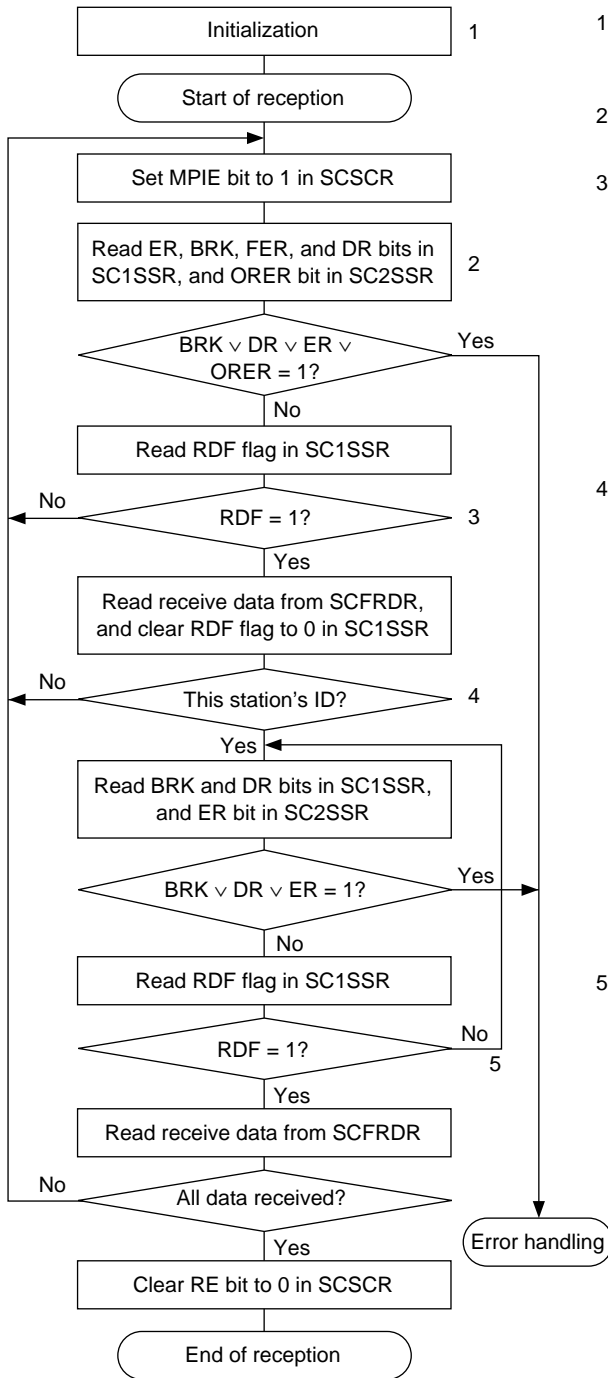 Initialization
1
1
Start of reception
2
Set MPIE bit to 1 in SCSCR
3
Read ER, BRK, FER, and DR bits in
SC1SSR, and ORER bit in SC2SSR
2
BRK ∨ DR ∨ ER ∨
ORER = 1?
Yes
No
Read RDF flag in SC1SSR
4
No
RDF = 1?
3
Yes
Read receive data from SCFRDR,
and clear RDF flag to 0 in SC1SSR
No
This station's ID?
4
Yes
Read BRK and DR bits in SC1SSR,
and ER bit in SC2SSR
BRK ∨ DR ∨ ER = 1?
Yes
No
Read RDF flag in SC1SSR
5
RDF = 1?
No
5
Yes
Read receive data from SCFRDR
No
All data received?
Yes
Error handling
Clear RE bit to 0 in SCSCR
End of reception